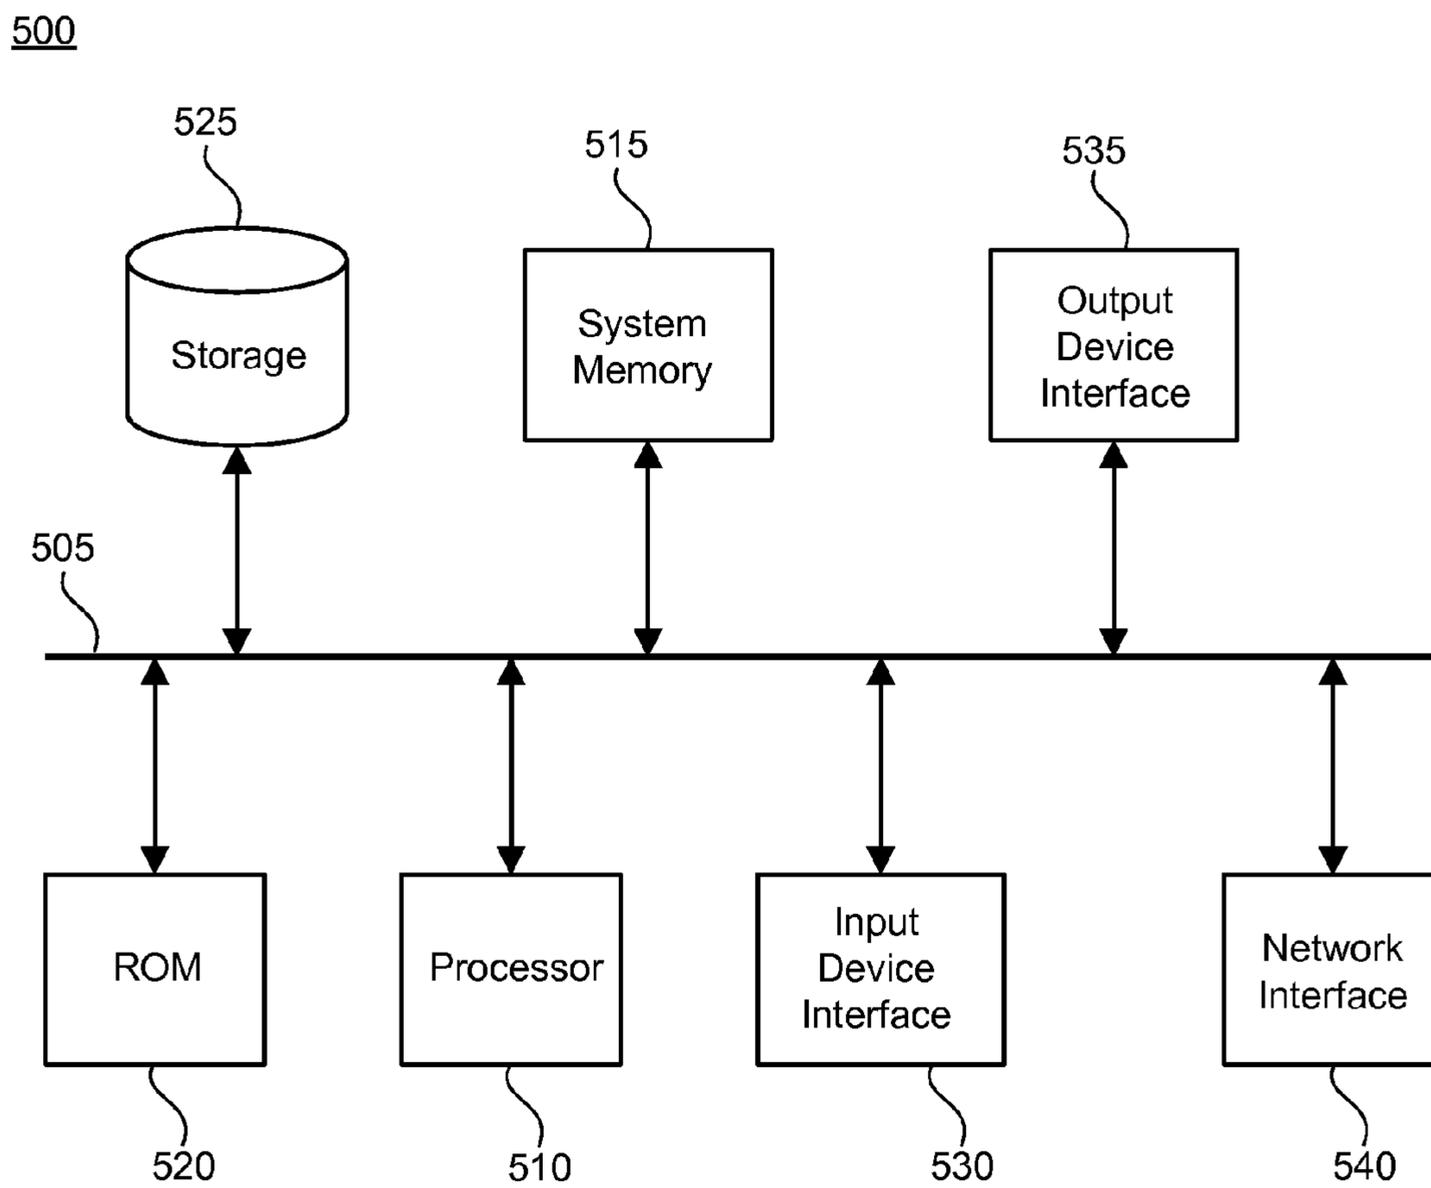 500
525
515
535
Storage
System
Memory
Output
Device
Interface
505
ROM
Processor
Input
Device
Interface
Network
Interface
520
510
530
540